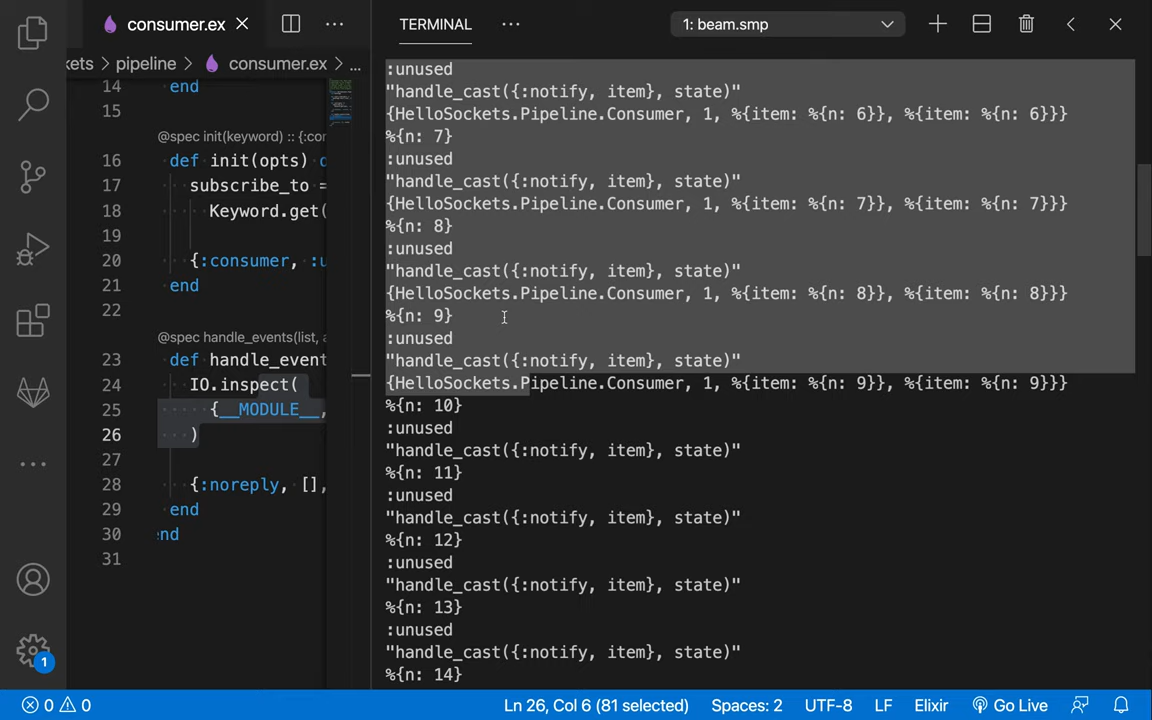 consumer.ex
TERMINAL
1: beam.smp
kets > pipeline > consumer.ex > ...
14 end
15
@spec init(keyword) :: {:cor
16 def init(opts) d
17 subscribe_to =
18 Keyword.get(
19
20 {:consumer, :u
21 end
22
@spec handle_events(list, a
23 def handle_event
24 IO.inspect(
25 {__MODULE__,
26 )
27
28 {:noreply, [],
29 end
30 end
31
:unused
"handle_cast({:notify, item}, state)"
{HelloSockets.Pipeline.Consumer, 1, %{item: %{n: 6}}, %{item: %{n: 6}}}
%{n: 7}
:unused
"handle_cast({:notify, item}, state)"
{HelloSockets.Pipeline.Consumer, 1, %{item: %{n: 7}}, %{item: %{n: 7}}}
%{n: 8}
:unused
"handle_cast({:notify, item}, state)"
{HelloSockets.Pipeline.Consumer, 1, %{item: %{n: 8}}, %{item: %{n: 8}}}
%{n: 9}
:unused
"handle_cast({:notify, item}, state)"
{HelloSockets.Pipeline.Consumer, 1, %{item: %{n: 9}}, %{item: %{n: 9}}}
%{n: 10}
:unused
"handle_cast({:notify, item}, state)"
%{n: 11}
:unused
"handle_cast({:notify, item}, state)"
%{n: 12}
:unused
"handle_cast({:notify, item}, state)"
%{n: 13}
:unused
"handle_cast({:notify, item}, state)"
%{n: 14}
1
0 0 Ln 26, Col 6 (81 selected) Spaces: 2 UTF-8 LF Elixir Go Live